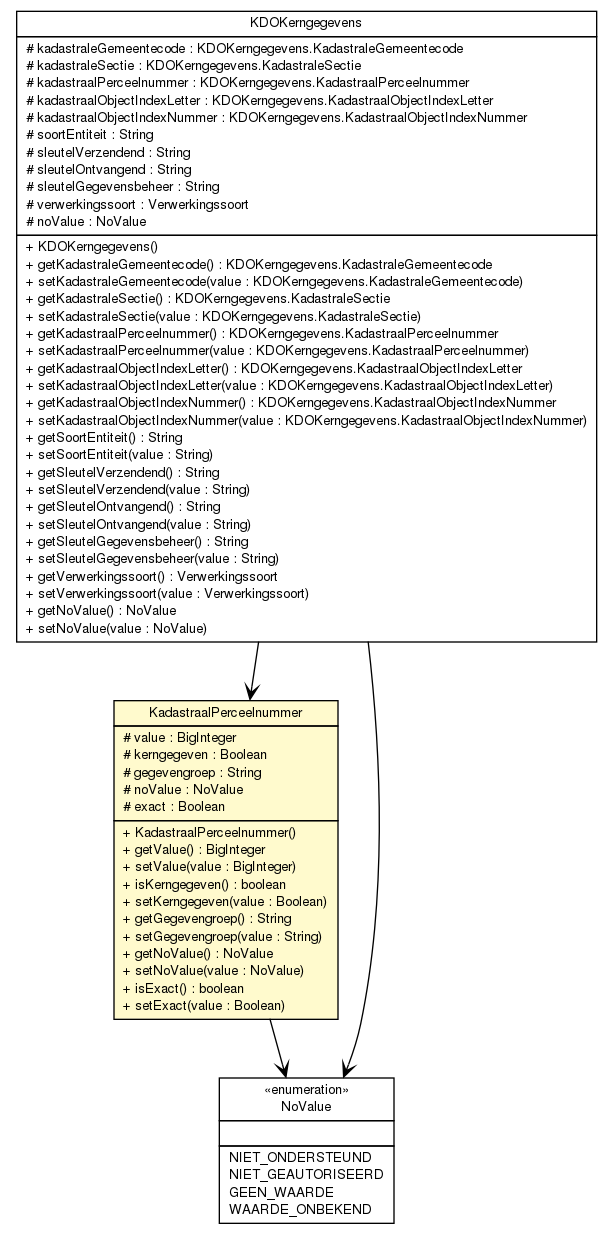 KDOKerngegevens
# kadastraleGemeentecode : KDOKerngegevens.KadastraleGemeentecode
# kadastraleSectie : KDOKerngegevens.KadastraleSectie
# kadastraalPerceelnummer : KDOKerngegevens.KadastraalPerceelnummer
# kadastraalObjectIndexLetter : KDOKerngegevens.KadastraalObjectIndexLetter
# kadastraalObjectIndexNummer : KDOKerngegevens.KadastraalObjectIndexNummer
# soortEntiteit : String
# sleutelVerzendend : String
# sleutelOntvangend : String
# sleutelGegevensbeheer : String
# verwerkingssoort : Verwerkingssoort
# noValue : NoValue
+ KDOKerngegevens()
+ getKadastraleGemeentecode() : KDOKerngegevens.KadastraleGemeentecode
+ setKadastraleGemeentecode(value : KDOKerngegevens.KadastraleGemeentecode)
+ getKadastraleSectie() : KDOKerngegevens.KadastraleSectie
+ setKadastraleSectie(value : KDOKerngegevens.KadastraleSectie)
+ getKadastraalPerceelnummer() : KDOKerngegevens.KadastraalPerceelnummer
+ setKadastraalPerceelnummer(value : KDOKerngegevens.KadastraalPerceelnummer)
+ getKadastraalObjectIndexLetter() : KDOKerngegevens.KadastraalObjectIndexLetter
+ setKadastraalObjectIndexLetter(value : KDOKerngegevens.KadastraalObjectIndexLetter)
+ getKadastraalObjectIndexNummer() : KDOKerngegevens.KadastraalObjectIndexNummer
+ setKadastraalObjectIndexNummer(value : KDOKerngegevens.KadastraalObjectIndexNummer)
+ getSoortEntiteit() : String
+ setSoortEntiteit(value : String)
+ getSleutelVerzendend() : String
+ setSleutelVerzendend(value : String)
+ getSleutelOntvangend() : String
+ setSleutelOntvangend(value : String)
+ getSleutelGegevensbeheer() : String
+ setSleutelGegevensbeheer(value : String)
+ getVerwerkingssoort() : Verwerkingssoort
+ setVerwerkingssoort(value : Verwerkingssoort)
+ getNoValue() : NoValue
+ setNoValue(value : NoValue)
KadastraalPerceelnummer
# value : BigInteger
# kerngegeven : Boolean
# gegevengroep : String
# noValue : NoValue
# exact : Boolean
+ KadastraalPerceelnummer()
+ getValue() : BigInteger
+ setValue(value : BigInteger)
+ isKerngegeven() : boolean
+ setKerngegeven(value : Boolean)
+ getGegevengroep() : String
+ setGegevengroep(value : String)
+ getNoValue() : NoValue
+ setNoValue(value : NoValue)
+ isExact() : boolean
+ setExact(value : Boolean)
«enumeration»
NoValue
NIET_ONDERSTEUND
NIET_GEAUTORISEERD
GEEN_WAARDE
WAARDE_ONBEKEND